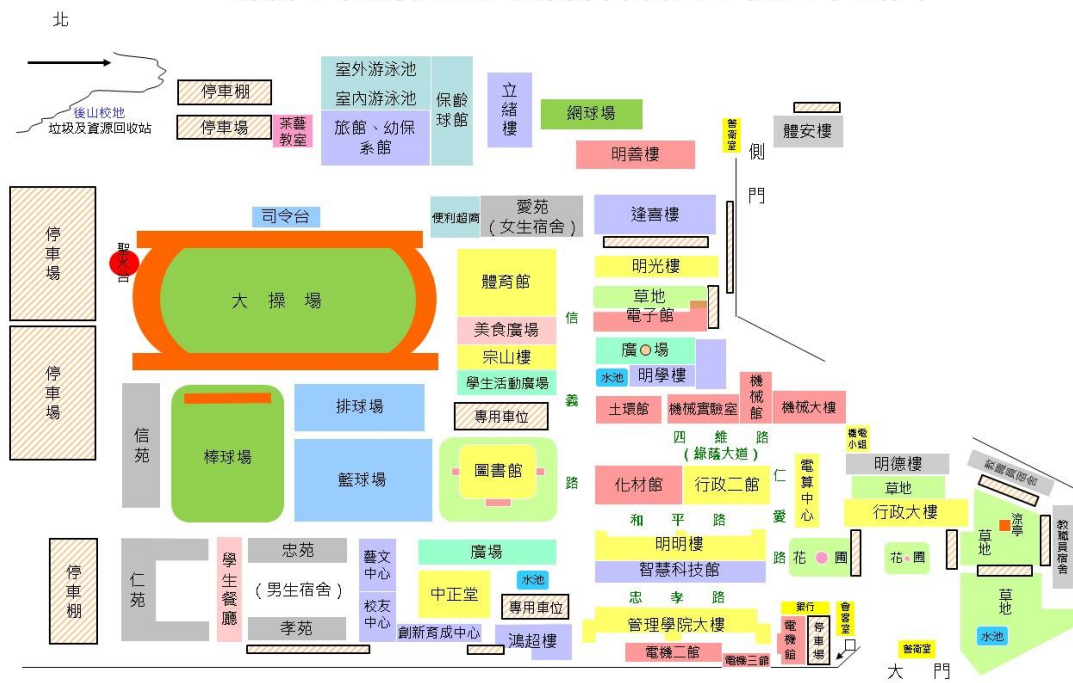 北
後山校地
垃圾及資源回收站
停車棚
停車場
茶藝
教室
室外游泳池
室內游泳池
旅館、幼保
系館
保齡
球館
立緒樓
網球場
明善樓
警衛室
側門
體安樓
停車場
聖火台
司令台
大操場
便利超商
愛苑
(女生宿舍)
逢喜樓
體育館
明光樓
草地
電子館
美食廣場
信義路
宗山樓
廣場
學生活動廣場
水池
明學樓
停車場
信苑
棒球場
排球場
籃球場
專用車位
圖書館
土環館
機械實驗室
機械館
機械大樓
四維路
(綠蔭大道)
化材館
行政二館
仁愛路
電算中心
機電
小組
明德樓
草地
行政大樓
教職員宿舍
涼亭
草地
教職員宿舍
和平路
明明樓
智慧科技館
花圃
花圃
草地
水池
停車棚
仁苑
學生餐廳
忠苑
(男生宿舍)
孝苑
藝文
中心
校友
中心
廣場
中正堂
水池
專用車位
創新育成中心
鴻超樓
忠孝路
管理學院大樓
電機二館
電機三館
銀行
電機館
停車場
會客室
警衛室
大門